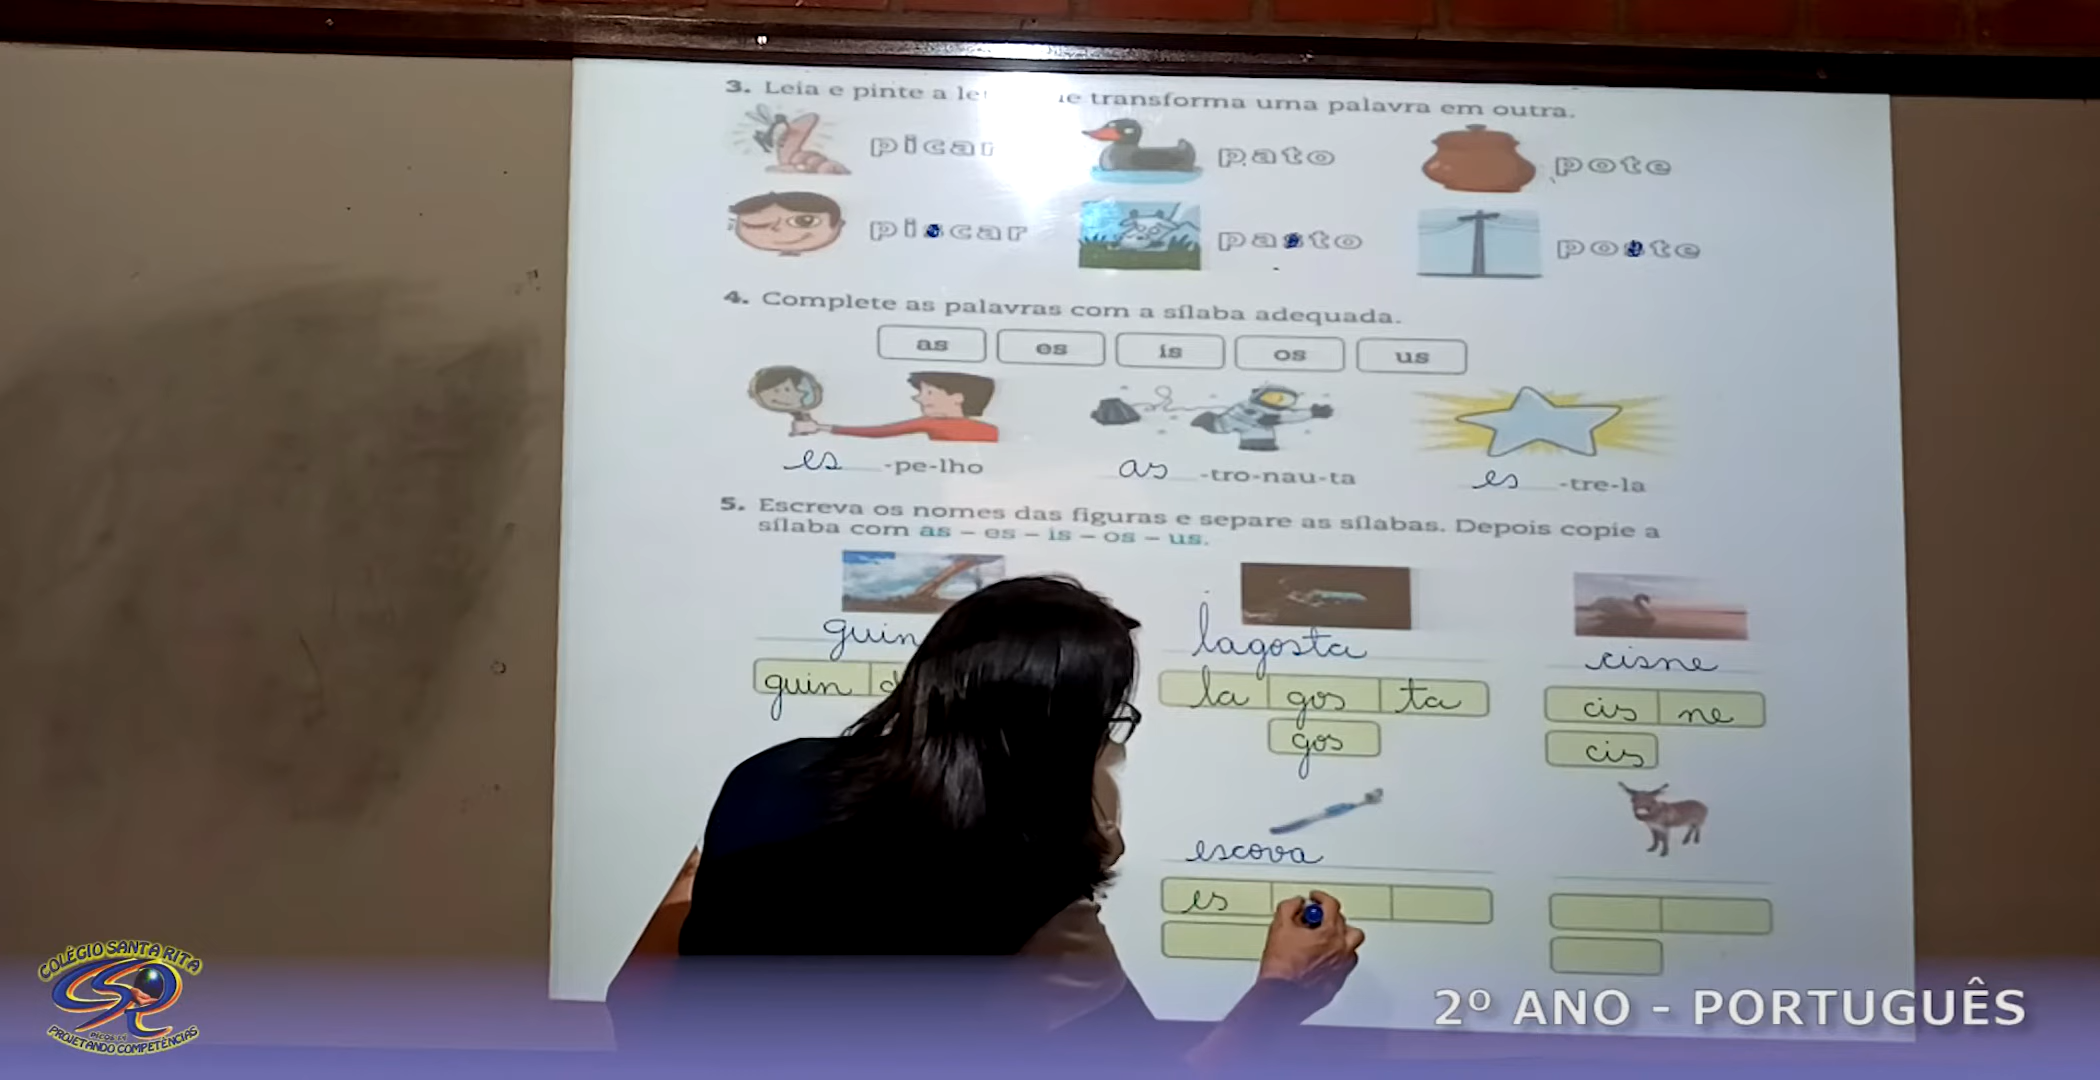 3. Leia e pinte a le ue transforma uma palavra em outra.
picar pato pote
piscar pasto poste
4. Complete as palavras com a sílaba adequada.
as es is os us
es -pe-lho as -tro-nau-ta es -tre-la
5. Escreva os nomes das figuras e separe as sílabas. Depois copie a
sílaba com as – es – is – os – us.
guin lagosta cisne
guin d la gos ta cis ne
gos cis
escova
es
COLÉGIO SANTA RITA
PROJETANDO COMPETÊNCIAS
2º ANO - PORTUGUÊS